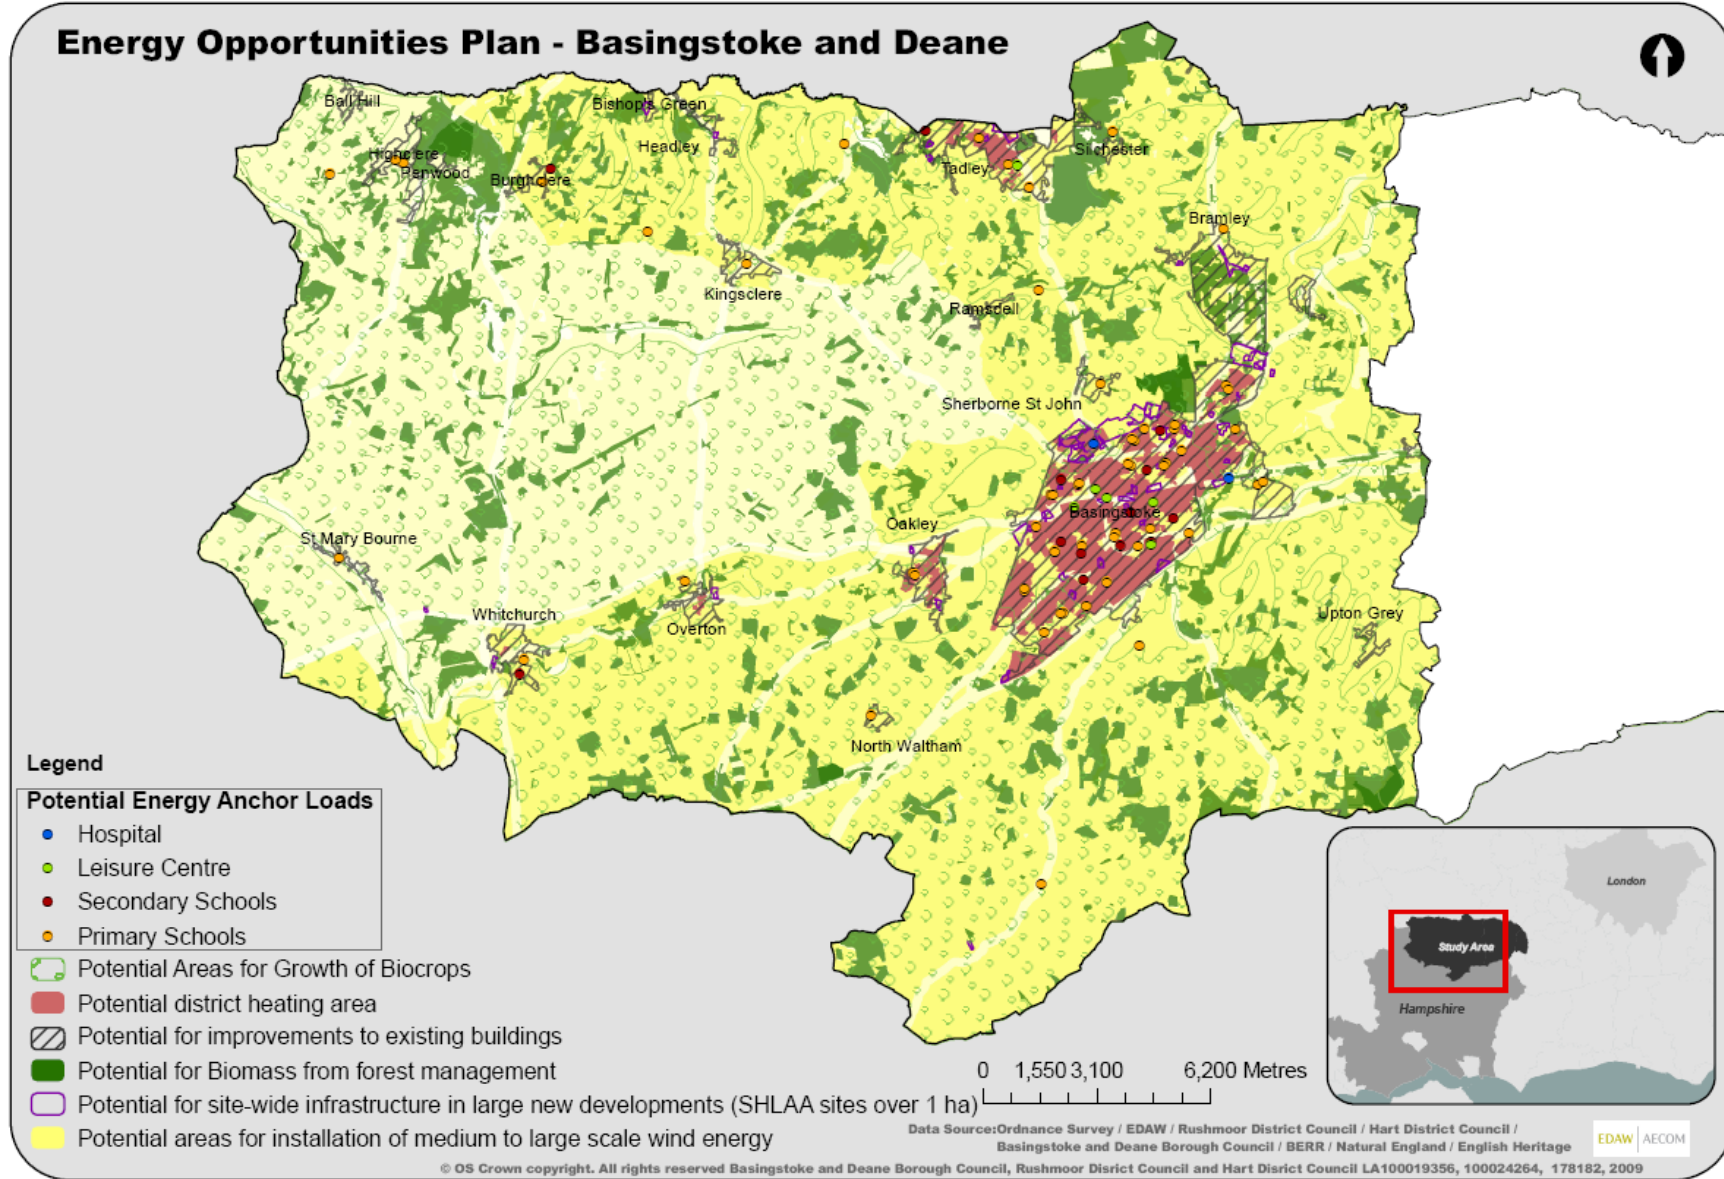 Energy Opportunities Plan - Basingstoke and Deane
Ball Hill
Bishop's Green
Highclere
Penwood
Burghclere
Headley
Tadley
Silchester
Bramley
Kingsclere
Ramsdell
Sherborne St John
Basingstoke
Oakley
St Mary Bourne
Whitchurch
Overton
Upton Grey
North Waltham
Legend
Potential Energy Anchor Loads
Hospital
Leisure Centre
Secondary Schools
Primary Schools
Potential Areas for Growth of Biocrops
Potential district heating area
Potential for improvements to existing buildings
Potential for Biomass from forest management
Potential for site-wide infrastructure in large new developments (SHLAA sites over 1 ha)
Potential areas for installation of medium to large scale wind energy
0 1,550 3,100 6,200 Metres
London
Study Area
Hampshire
Data Source:Ordnance Survey / EDAW / Rushmoor District Council / Hart District Council /
Basingstoke and Deane Borough Council / BERR / Natural England / English Heritage
EDAW | AECOM
© OS Crown copyright. All rights reserved Basingstoke and Deane Borough Council, Rushmoor Disrict Council and Hart Disrict Council LA100019356, 100024264, 178182, 2009